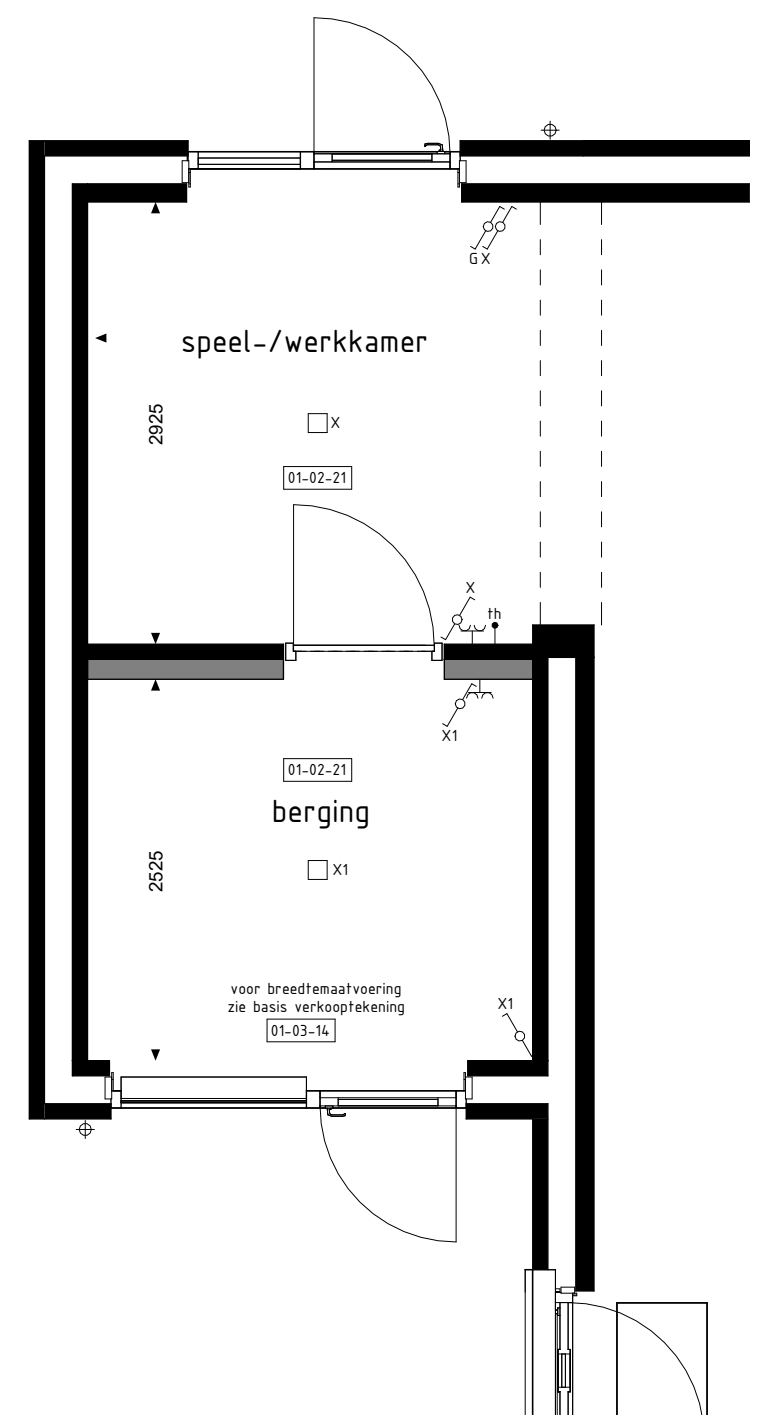 G X
speel-/werkkamer
2925
X
01-02-21
X
th
X1
01-02-21
berging
2525
X1
voor breedtemaatvoering
zie basis verkooptekening
X1
01-03-14